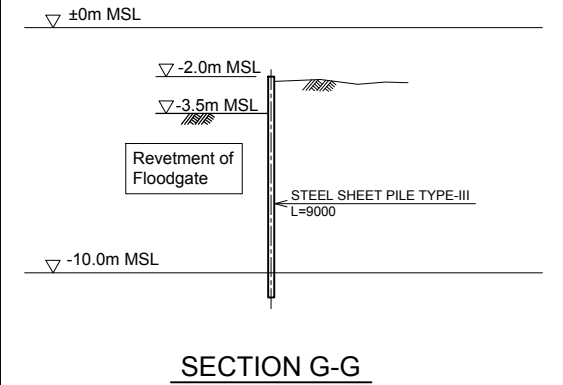 ±0m MSL
-2.0m MSL
-3.5m MSL
Revetment of
Floodgate
STEEL SHEET PILE TYPE-III
L=9000
-10.0m MSL
SECTION G-G